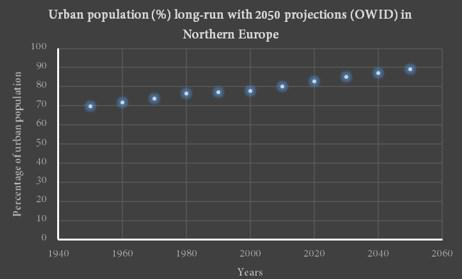 Urban population (%) long-run with 2050 projections (OWID) in
Northern Europe
Percentage of urban population
100
90
80
70
60
50
40
30
20
10
0
1940 1960 1980 2000 2020 2040 2060
Years